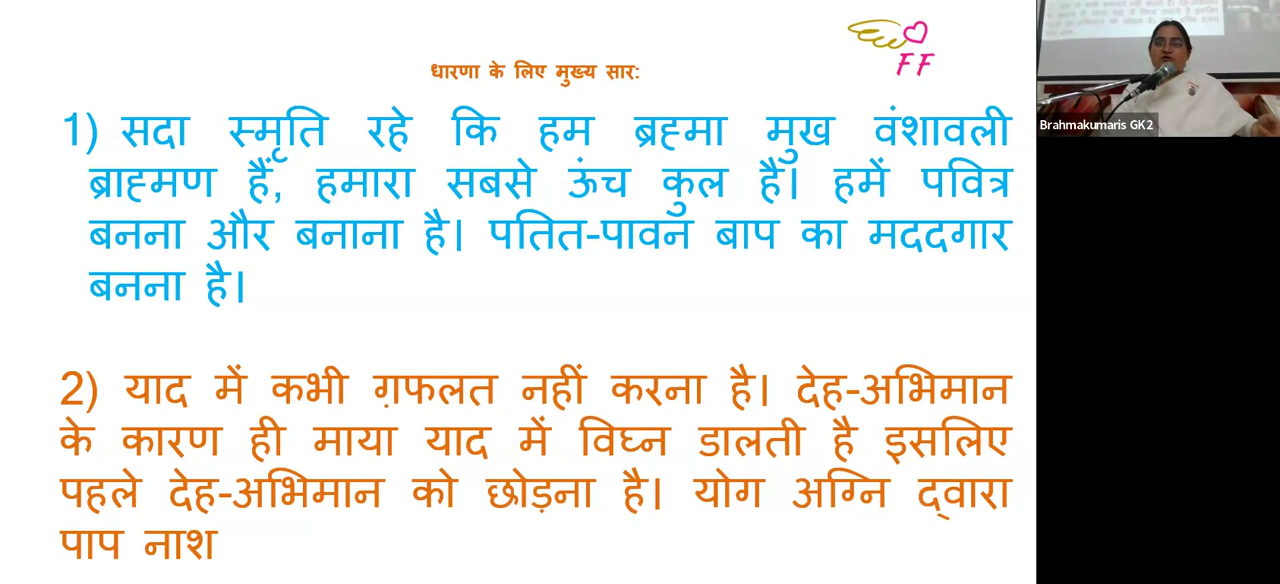 धारणा के लिए मुख्य सार:
FF
1) सदा स्मृति रहे कि हम ब्रह्मा मुख वंशावली
ब्राह्मण हैं, हमारा सबसे ऊंच कुल है। हमें पवित्र
बनना और बनाना है। पतित-पावन बाप का मददगार
बनना है।
2) याद में कभी ग़फलत नहीं करना है। देह-अभिमान
के कारण ही माया याद में विघ्न डालती है इसलिए
पहले देह-अभिमान को छोड़ना है। योग अग्नि द्वारा
पाप नाश
Brahmakumaris GK2